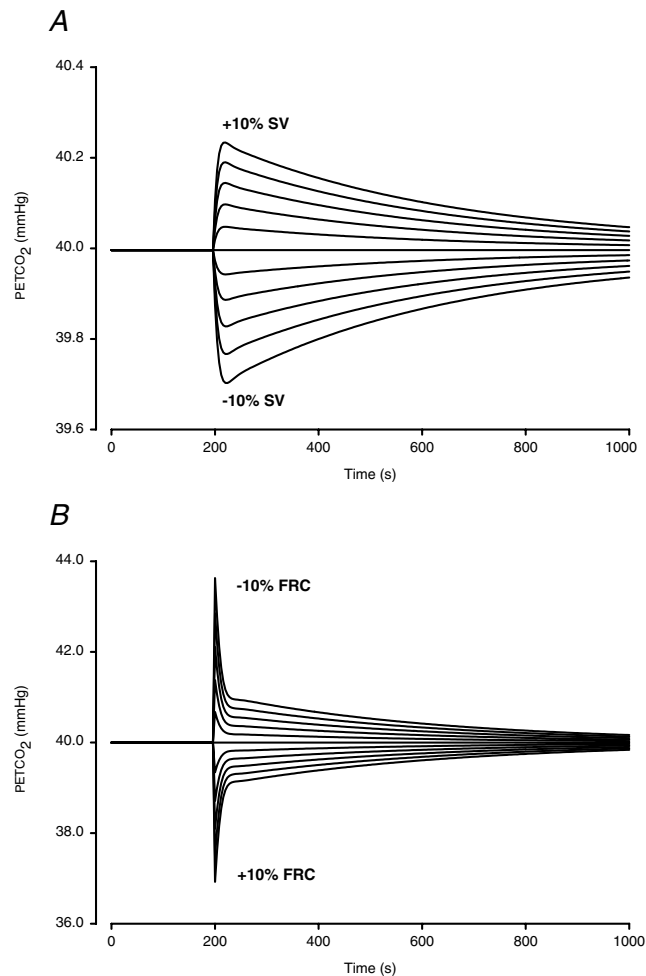 A
40.4
+10% SV
40.2
PETCO2 (mmHg)
40.0
39.8
-10% SV
39.6
0 200 400 600 800 1000
Time (s)
B
44.0
-10% FRC
42.0
PETCO2 (mmHg)
40.0
38.0
+10% FRC
36.0
0 200 400 600 800 1000
Time (s)